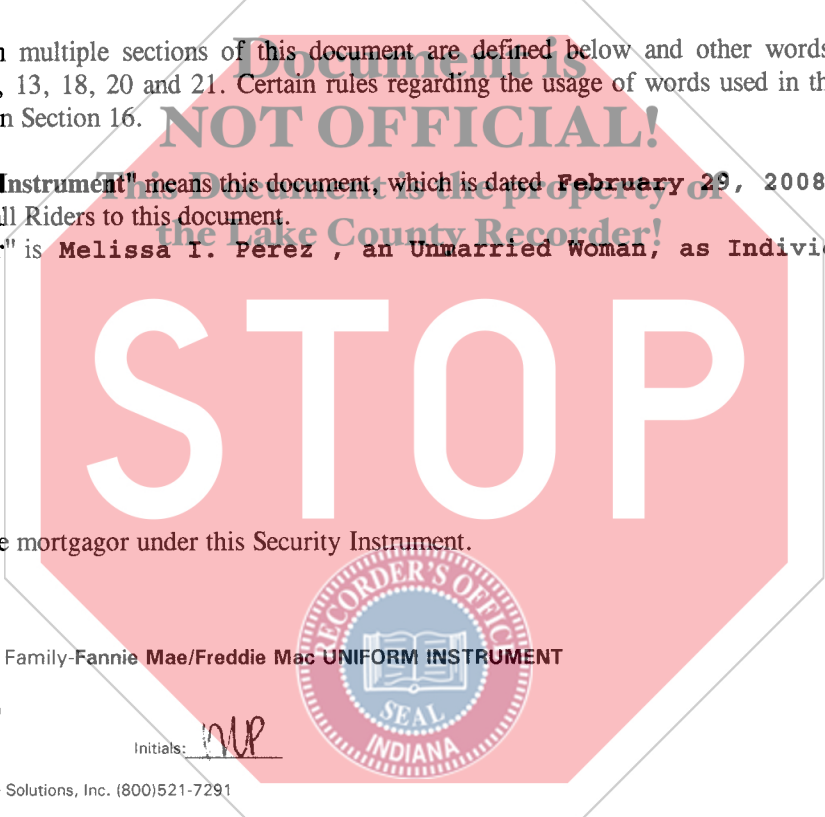 multiple sections of this document are defined below and other words
, 13, 18, 20 and 21. Certain rules regarding the usage of words used in th
n Section 16.
Document is
NOT OFFICIAL!
This Document is the property of
the Lake County Recorder!
Instrument" means this document, which is dated February 29, 2008
ll Riders to this document.
" is Melissa I. Perez , an Unmarried Woman, as Indivi
STOP
e mortgagor under this Security Instrument.
RECORDER'S OFFIC
SEAL
INDIANA
Family-Fannie Mae/Freddie Mac UNIFORM INSTRUMENT
Initials: MP
Solutions, Inc. (800)521-7291